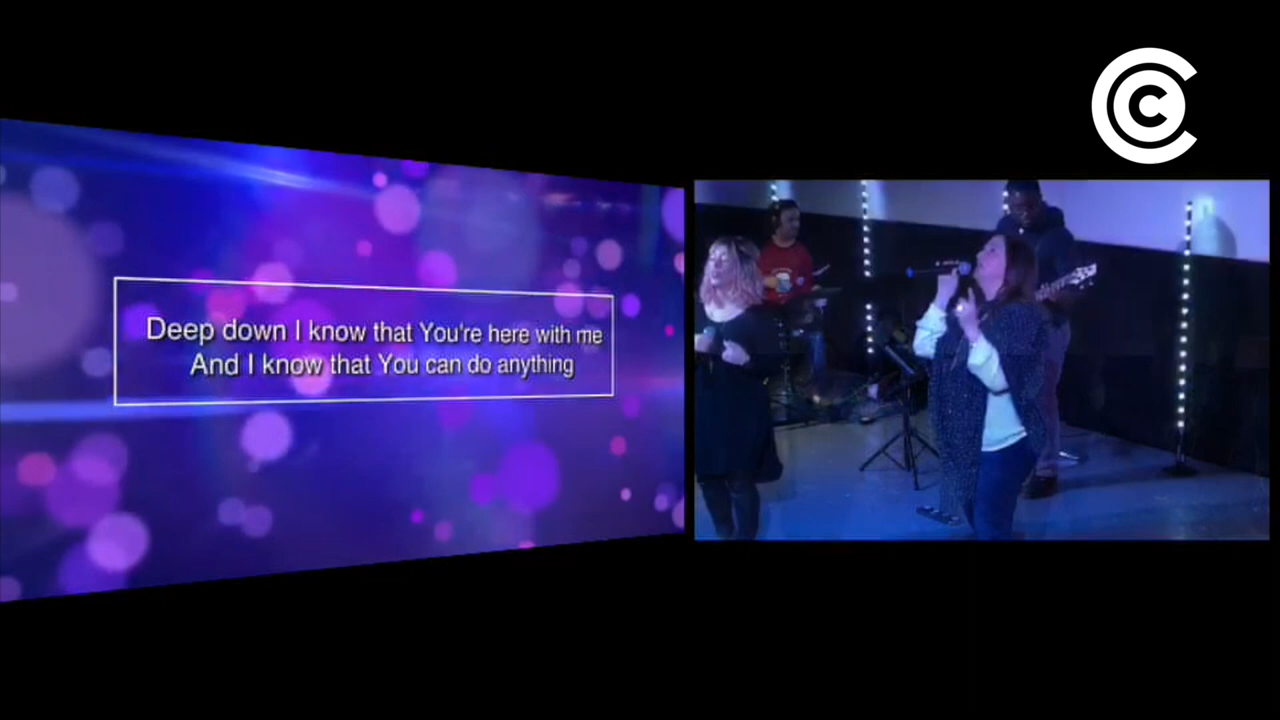 Deep down I know that You're here with me
And I know that You can do anything